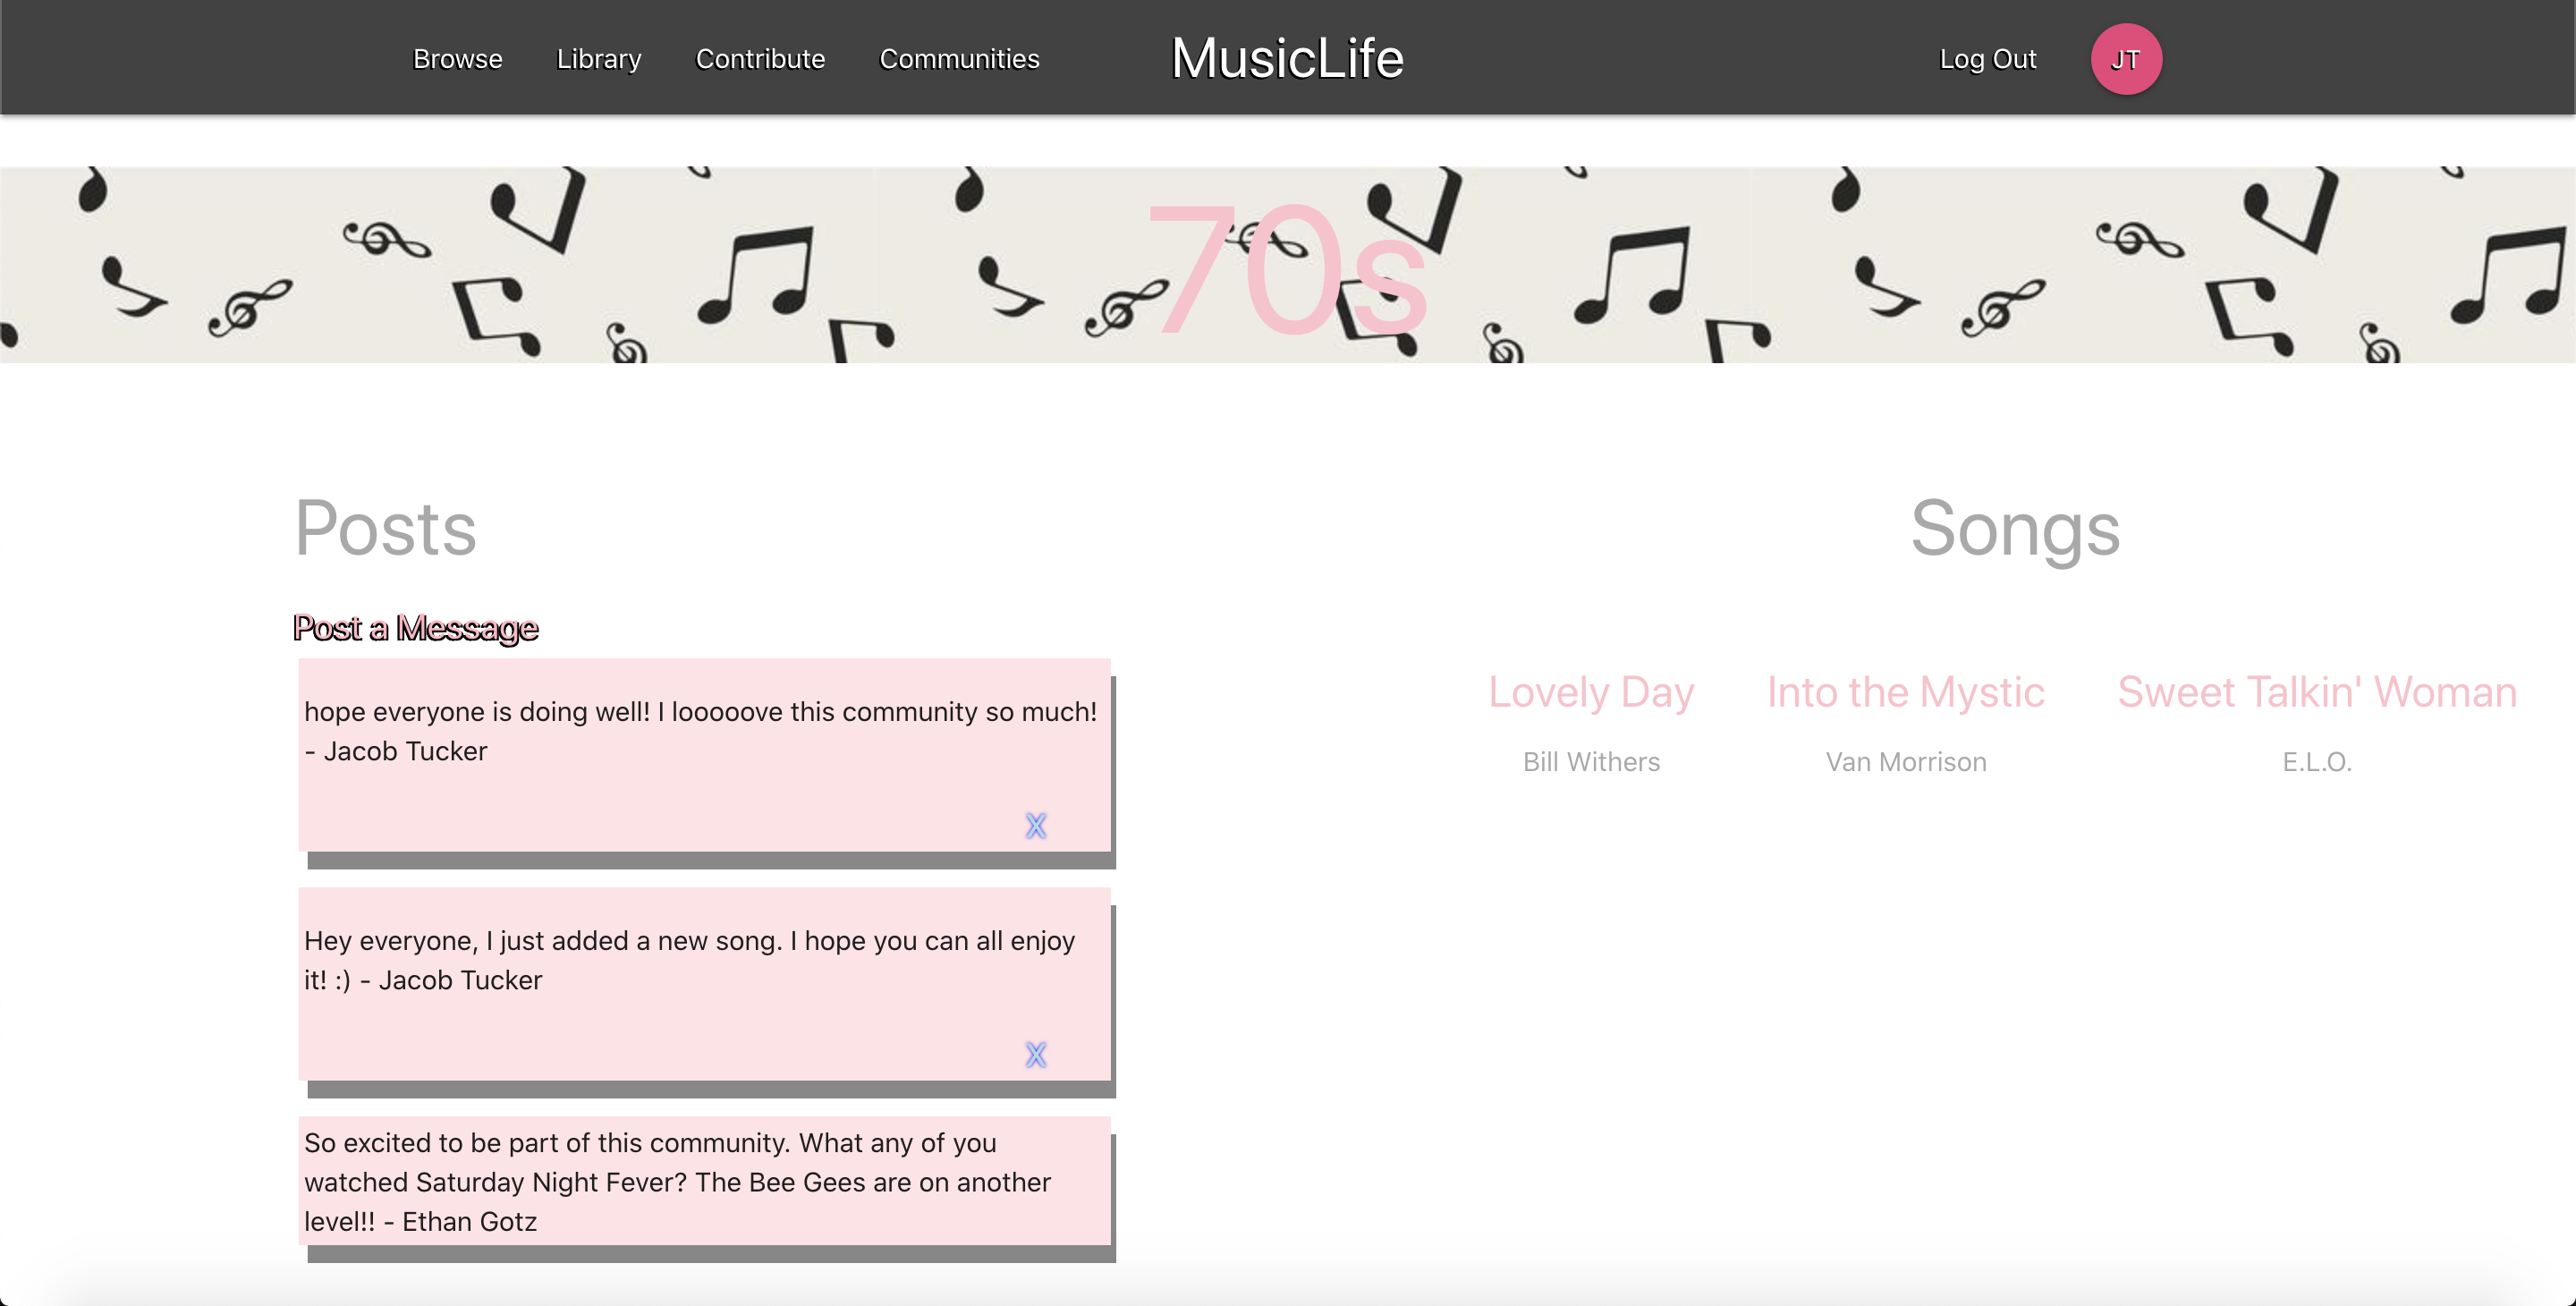 Browse Library Contribute Communities MusicLife Log Out JT
70s
Posts
Post a Message
hope everyone is doing well! I looooove this community so much!
- Jacob Tucker
X
Hey everyone, I just added a new song. I hope you can all enjoy
it! :) - Jacob Tucker
X
So excited to be part of this community. What any of you
watched Saturday Night Fever? The Bee Gees are on another
level!! - Ethan Gotz
Songs
Lovely Day Into the Mystic Sweet Talkin' Woman
Bill Withers Van Morrison E.L.O.